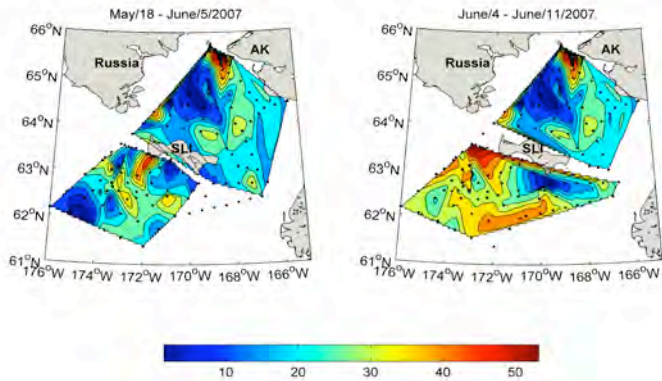 May/18 - June/5/2007
66°N
65°N
64°N
63°N
62°N
61°N
176°W 174°W 172°W 170°W 168°W 166°W
Russia
AK
SLI
June/4 - June/11/2007
66°N
65°N
64°N
63°N
62°N
61°N
176°W 174°W 172°W 170°W 168°W 166°W
Russia
AK
SLI
10 20 30 40 50